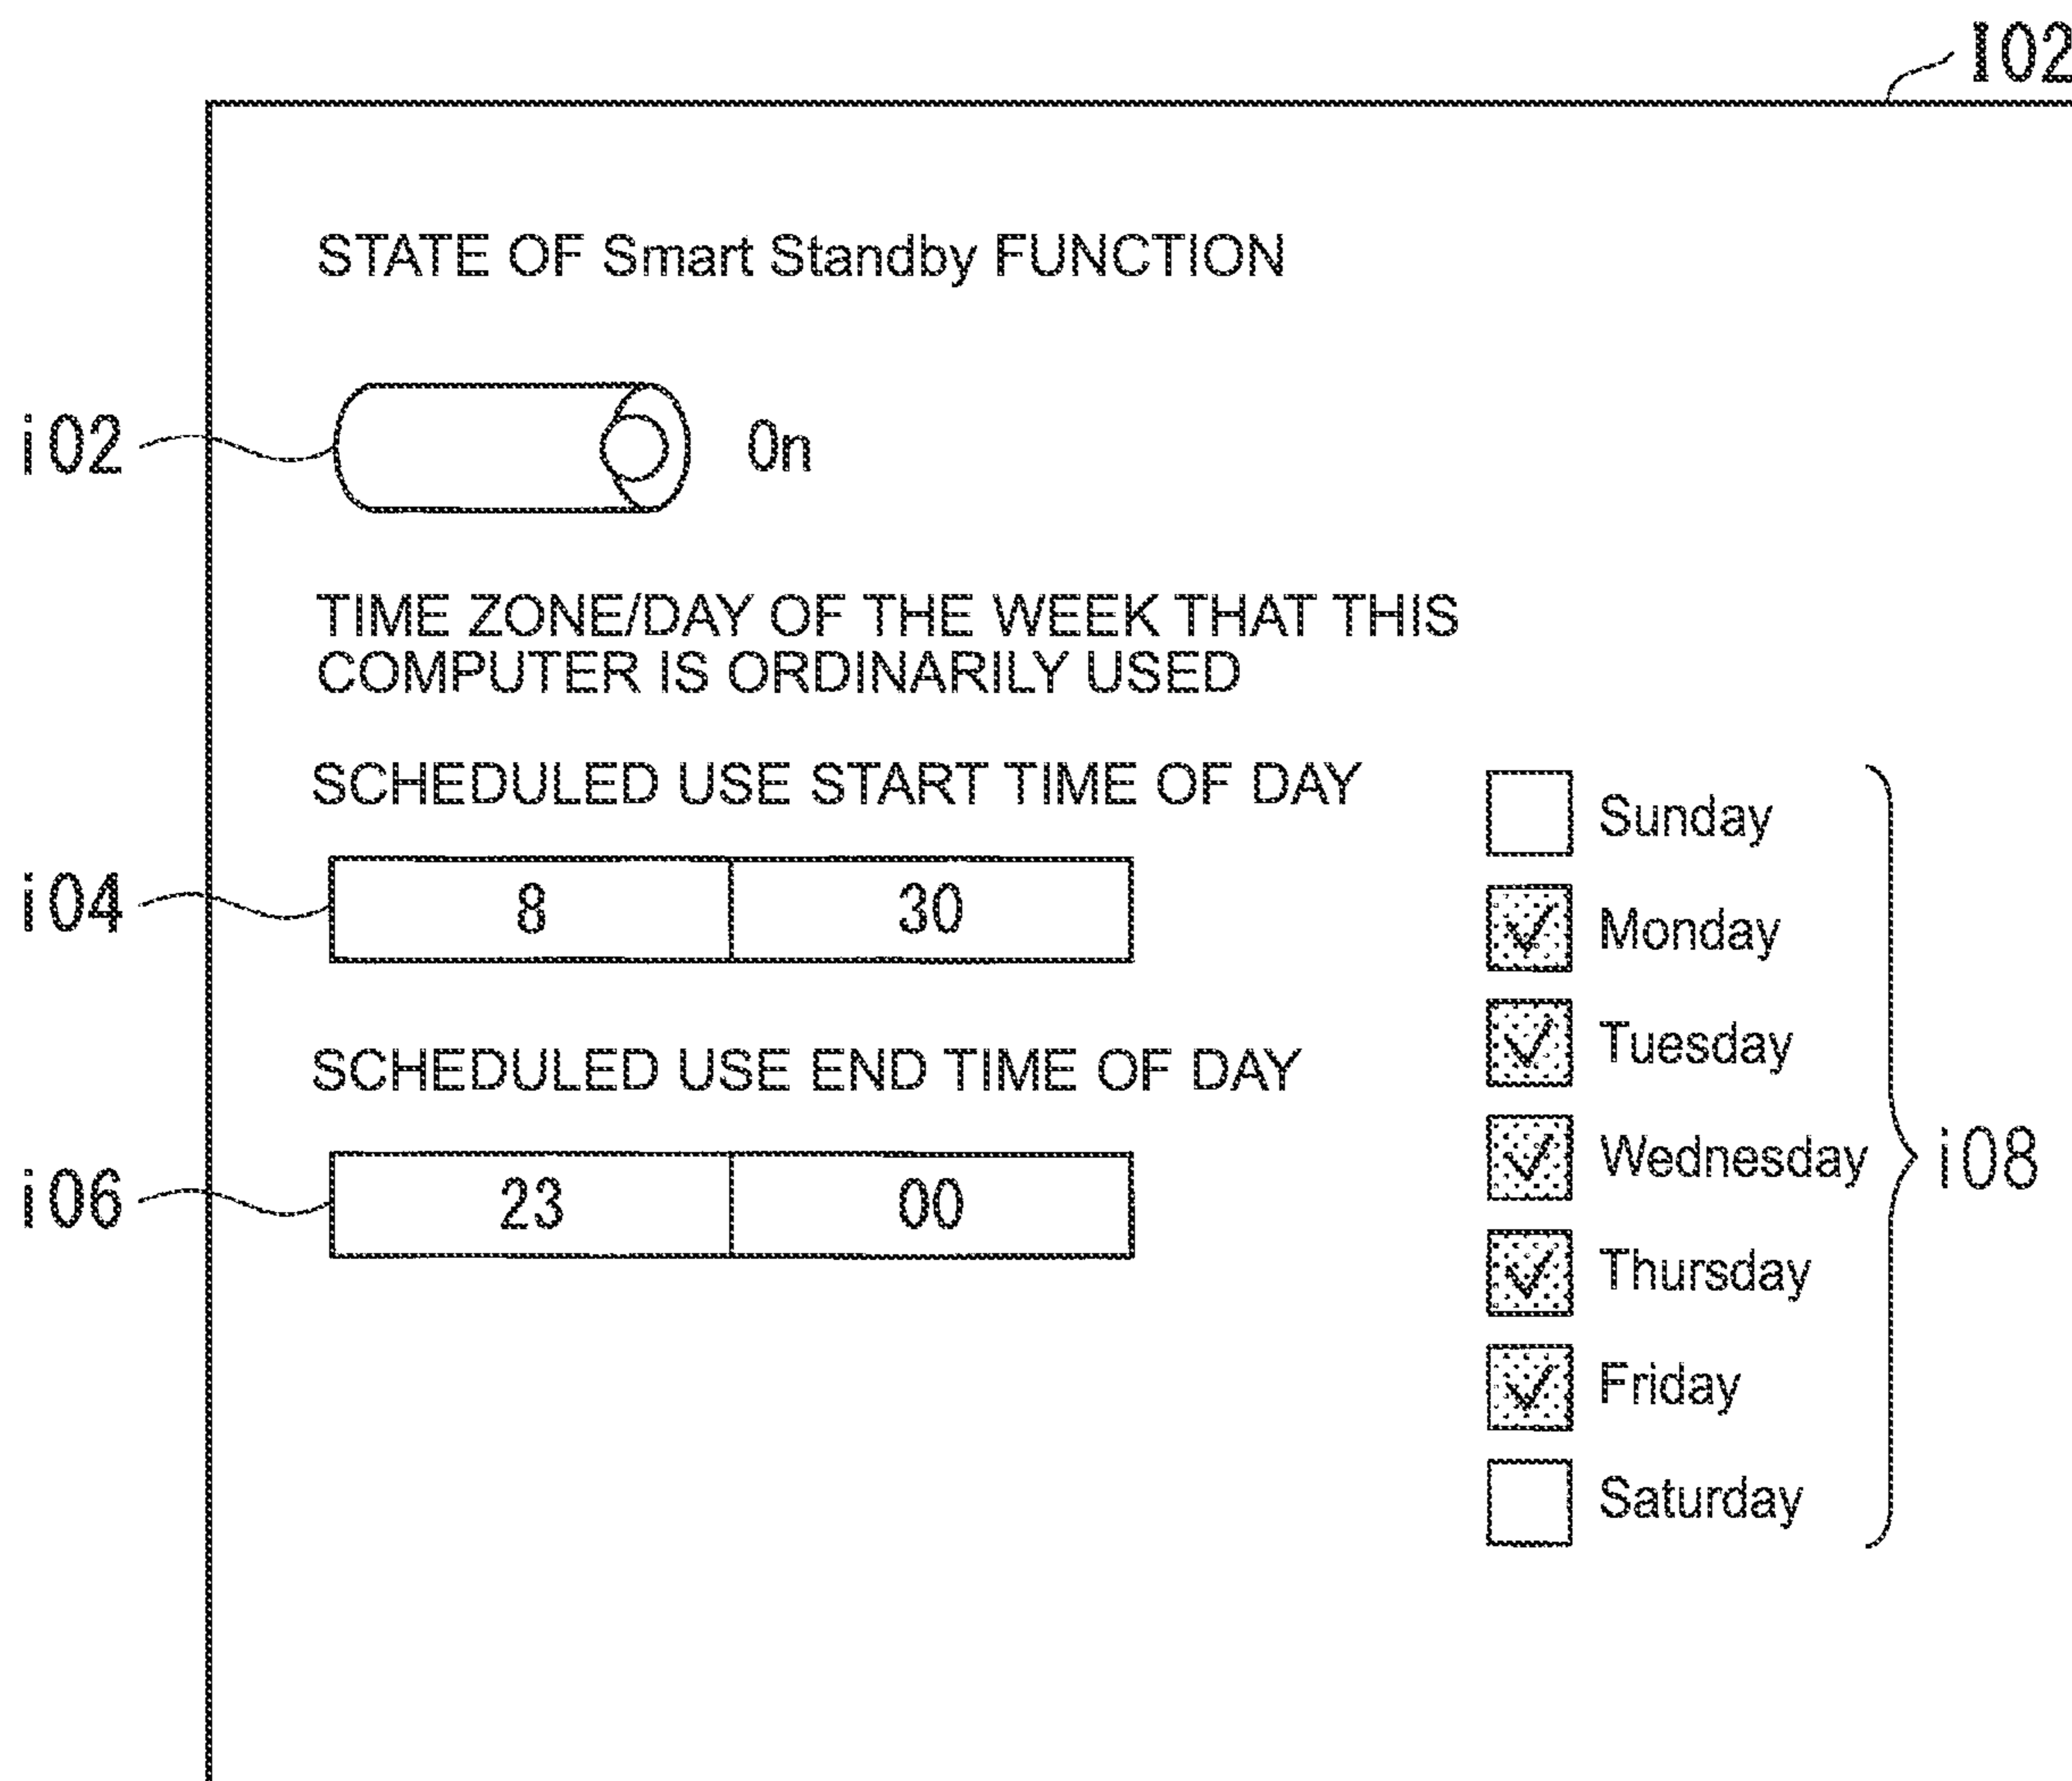 I02
STATE OF Smart Standby FUNCTION
i02
On
TIME ZONE/DAY OF THE WEEK THAT THIS
COMPUTER IS ORDINARILY USED
SCHEDULED USE START TIME OF DAY
i04
8
30
SCHEDULED USE END TIME OF DAY
i06
23
00
Sunday
Monday
Tuesday
Wednesday
Thursday
Friday
Saturday
i08